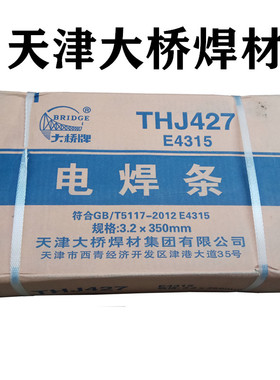 天津大桥焊材
BRIDGE
®
大桥牌
THJ427
E4315
电焊条
符合GB/T5117-2012 E4315
规格:3.2×350mm
天津大桥焊材集团有限公司
天津市西青经济开发区津港大道35号